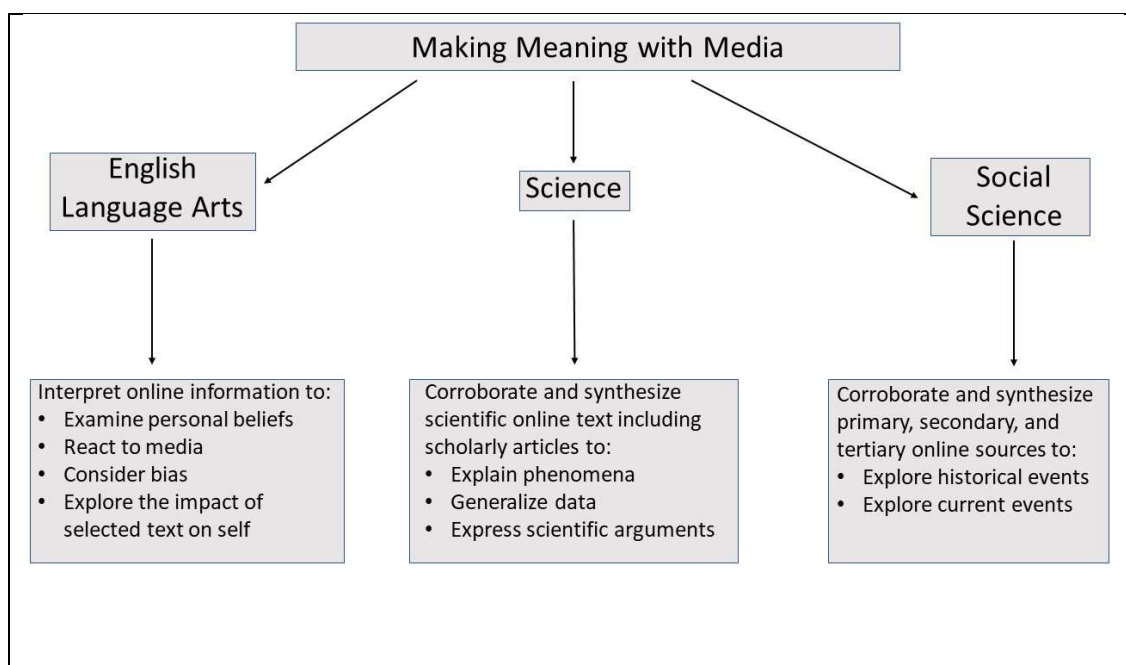 Making Meaning with Media
English
Language Arts
Science
Social
Science
Interpret online information to:
• Examine personal beliefs
• React to media
• Consider bias
• Explore the impact of
selected text on self
Corroborate and synthesize
scientific online text including
scholarly articles to:
• Explain phenomena
• Generalize data
• Express scientific arguments
Corroborate and synthesize
primary, secondary, and
tertiary online sources to:
• Explore historical events
• Explore current events